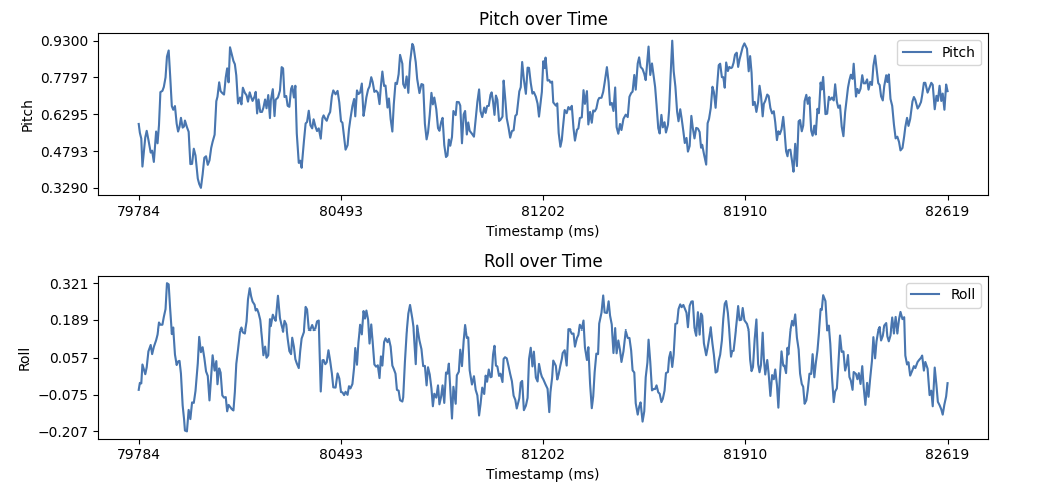 Pitch over Time
0.9300
0.7797
0.6295
0.4793
0.3290
Pitch
Pitch
79784 80493 81202 81910 82619
Timestamp (ms)
Roll over Time
0.321
0.189
0.057
−0.075
−0.207
Roll
Roll
79784 80493 81202 81910 82619
Timestamp (ms)